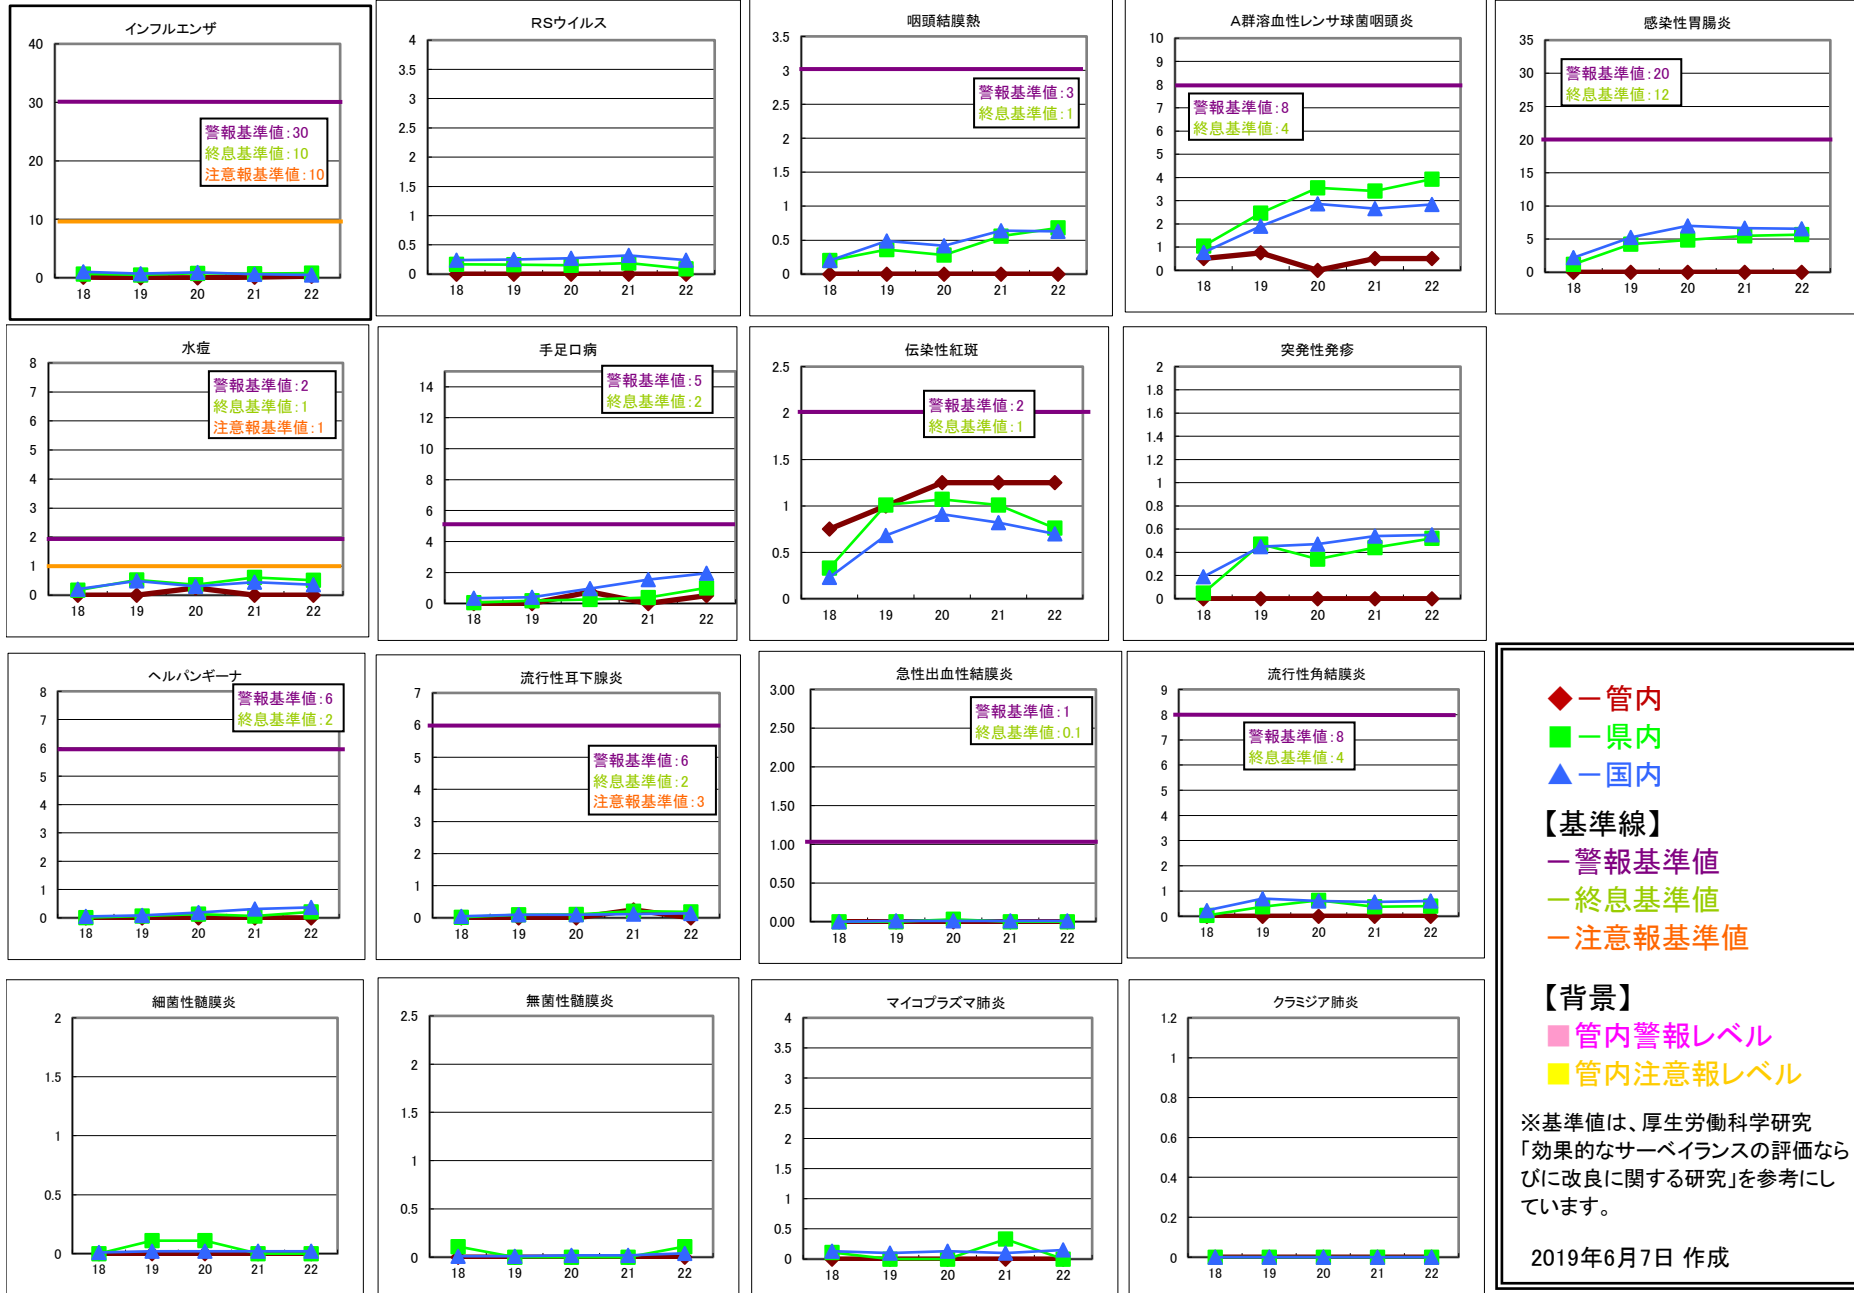 インフルエンザ
40
30
20
10
0
18 19 20 21 22
警報基準値:30
終息基準値:10
注意報基準値:10
RSウイルス
4
3.5
3
2.5
2
1.5
1
0.5
0
18 19 20 21 22
咽頭結膜熱
3.5
3
2.5
2
1.5
1
0.5
0
18 19 20 21 22
警報基準値:3
終息基準値:1
A群溶血性レンサ球菌咽頭炎
10
9
8
7
6
5
4
3
2
1
0
18 19 20 21 22
警報基準値:8
終息基準値:4
感染性胃腸炎
35
30
25
20
15
10
5
0
18 19 20 21 22
警報基準値:20
終息基準値:12
水痘
8
7
6
5
4
3
2
1
0
18 19 20 21 22
警報基準値:2
終息基準値:1
注意報基準値:1
手足口病
14
12
10
8
6
4
2
0
18 19 20 21 22
警報基準値:5
終息基準値:2
伝染性紅斑
2.5
2
1.5
1
0.5
0
18 19 20 21 22
警報基準値:2
終息基準値:1
突発性発疹
2
1.8
1.6
1.4
1.2
1
0.8
0.6
0.4
0.2
0
18 19 20 21 22
ヘルパンギーナ
8
7
6
5
4
3
2
1
0
18 19 20 21 22
警報基準値:6
終息基準値:2
流行性耳下腺炎
7
6
5
4
3
2
1
0
18 19 20 21 22
警報基準値:6
終息基準値:2
注意報基準値:3
急性出血性結膜炎
3.00
2.50
2.00
1.50
1.00
0.50
0.00
18 19 20 21 22
警報基準値:1
終息基準値:0.1
流行性角結膜炎
9
8
7
6
5
4
3
2
1
0
18 19 20 21 22
警報基準値:8
終息基準値:4
細菌性髄膜炎
2
1.5
1
0.5
0
18 19 20 21 22
無菌性髄膜炎
2.5
2
1.5
1
0.5
0
18 19 20 21 22
マイコプラズマ肺炎
4
3.5
3
2.5
2
1.5
1
0.5
0
18 19 20 21 22
クラミジア肺炎
1.2
1
0.8
0.6
0.4
0.2
0
18 19 20 21 22
◆－管内
■－県内
▲－国内
【基準線】
－警報基準値
－終息基準値
－注意報基準値
【背景】
■管内警報レベル
■管内注意報レベル
※基準値は、厚生労働科学研究
「効果的なサーベイランスの評価なら
びに改良に関する研究」を参考にし
ています。
2019年6月7日 作成